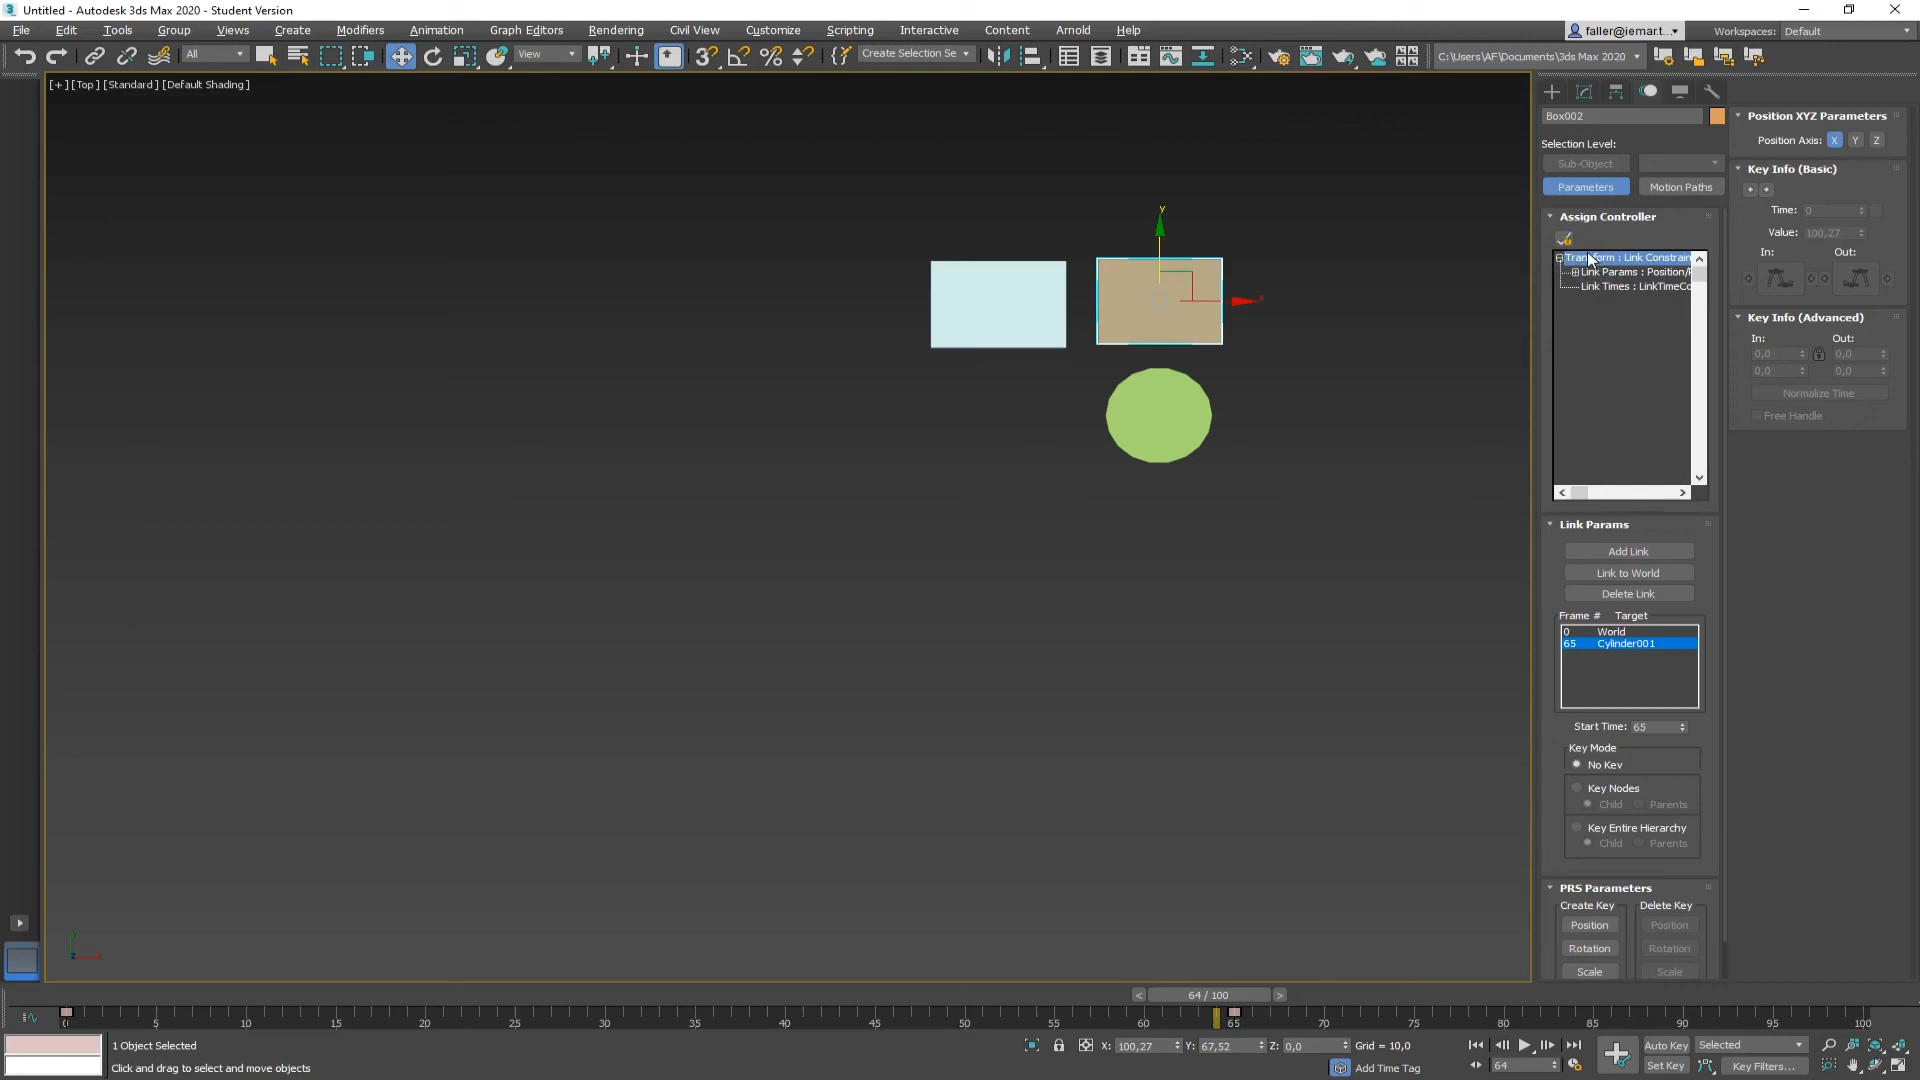 Untitled - Autodesk 3ds Max 2020 - Student Version
File Edit Tools Group Views Create Modifiers Animation Graph Editors Rendering Civil View Customize Scripting Interactive Content Arnold Help
faller@iemar.t...
Workspaces: Default
All
View
Create Selection Se
C:\Users\AF\Documents\3ds Max 2020
[+] [Top] [Standard] [Default Shading]
y
x
Box002
Selection Level:
Sub-Object
Parameters
Motion Paths
Assign Controller
Transform : Link Constrain
Link Params : Position/
Link Times : LinkTimeCo
Link Params
Add Link
Link to World
Delete Link
Frame # Target
0 World
65 Cylinder001
Start Time: 65
Key Mode
No Key
Key Nodes
Child Parents
Key Entire Hierarchy
Child Parents
PRS Parameters
Create Key Delete Key
Position Position
Rotation Rotation
Scale Scale
Position XYZ Parameters
Position Axis: X Y Z
Key Info (Basic)
Time: 0
Value: 100,27
In: Out:
Key Info (Advanced)
In: Out:
0,0 0,0
0,0 0,0
Normalize Time
Free Handle
< 64 / 100 >
0 5 10 15 20 25 30 35 40 45 50 55 60 65 70 75 80 85 90 95 100
1 Object Selected
X: 100,27 Y: 67,52 Z: 0,0 Grid = 10,0
Auto Key Selected
Click and drag to select and move objects
Add Time Tag
64
Set Key Key Filters...